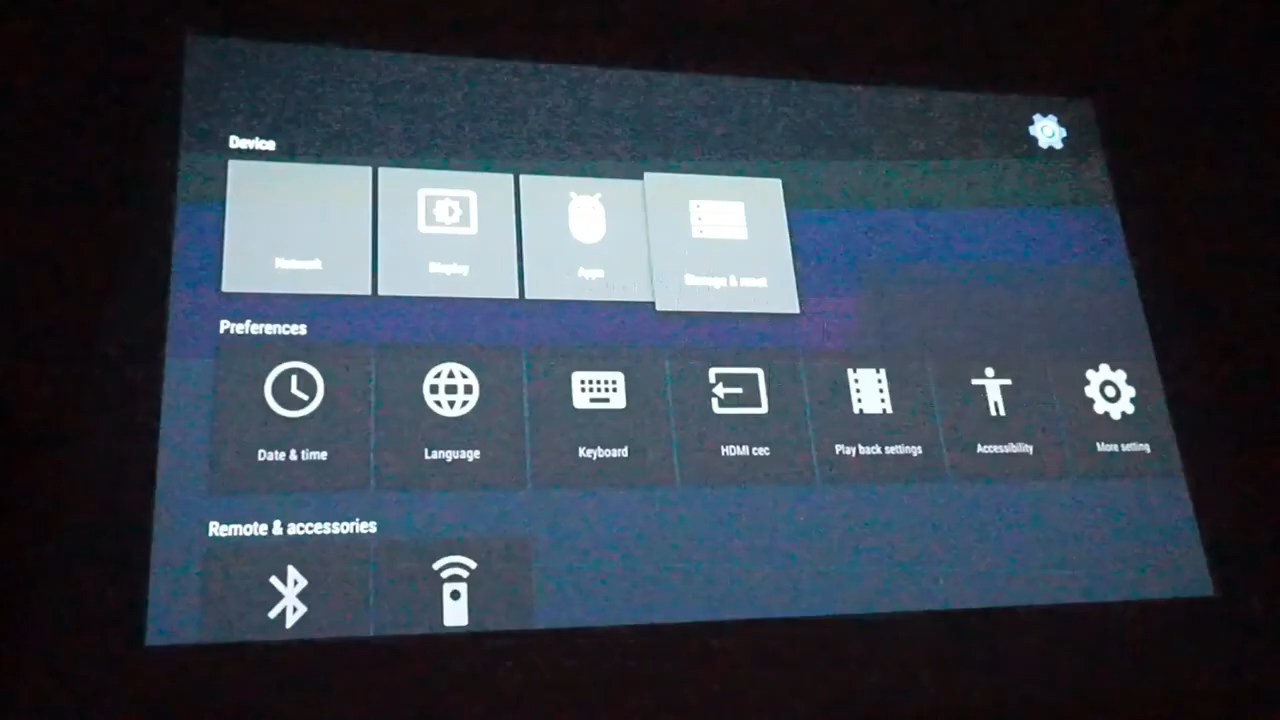 Device
Network
Display
Apps
Storage & reset
Preferences
Date & time
Language
Keyboard
HDMI cec
Play back settings
Accessibility
More setting
Remote & accessories